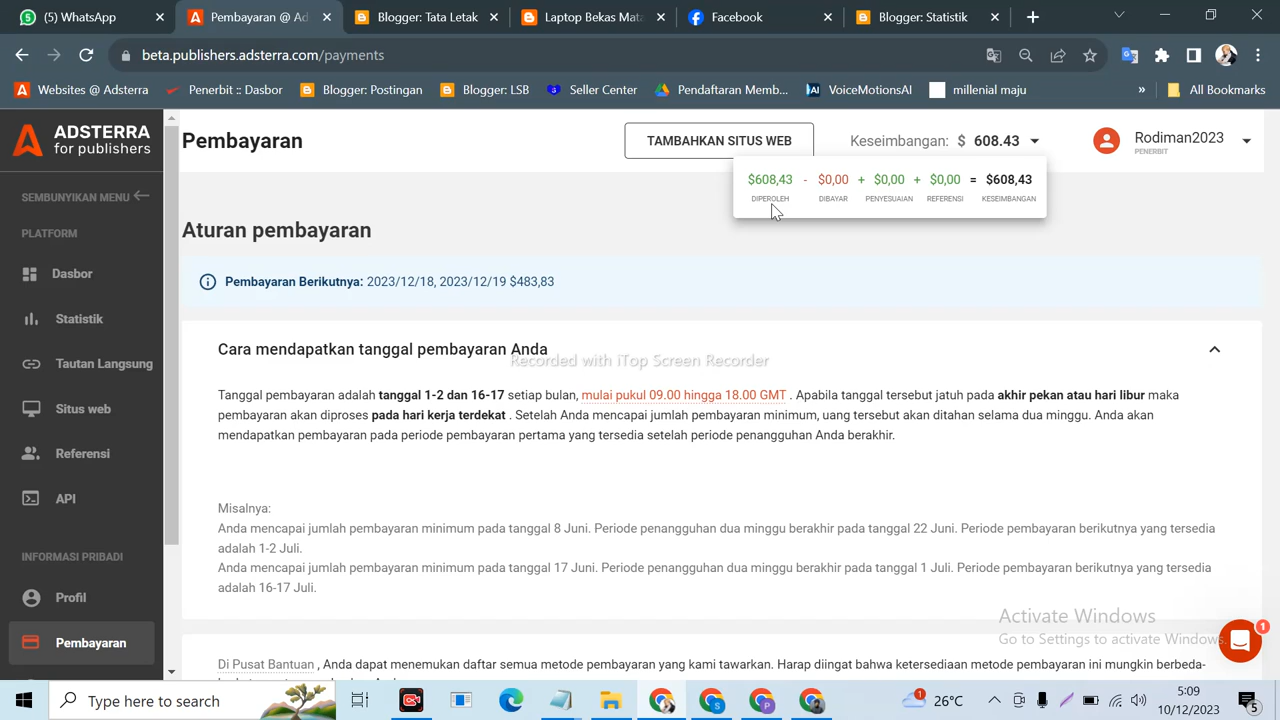 WhatsApp
Pembayaran @ Ad
Blogger: Tata Letak
Laptop Bekas Mata
Facebook
Blogger: Statistik
beta.publishers.adsterra.com/payments
Websites @ Adsterra
Penerbit :: Dasbor
Blogger: Postingan
Blogger: LSB
Seller Center
Pendaftaran Memb...
VoiceMotionsAI
millenial maju
»
All Bookmarks
ADSTERRA
for publishers
Pembayaran
TAMBAHKAN SITUS WEB
Keseimbangan: $ 608.43
Rodiman2023
PENERBIT
$608,43 - $0,00 + $0,00 + $0,00 = $608,43
DIPEROLEH DIBAYAR PENYESUAIAN REFERENSI KESEIMBANGAN
SEMBUNYIKAN MENU
PLATFORM
Dasbor
Statistik
Tautan Langsung
Situs web
Referensi
API
INFORMASI PRIBADI
Profil
Pembayaran
Aturan pembayaran
Pembayaran Berikutnya: 2023/12/18, 2023/12/19 $483,83
Cara mendapatkan tanggal pembayaran Anda
Recorded with iTop Screen Recorder
Tanggal pembayaran adalah tanggal 1-2 dan 16-17 setiap bulan, mulai pukul 09.00 hingga 18.00 GMT . Apabila tanggal tersebut jatuh pada akhir pekan atau hari libur maka
pembayaran akan diproses pada hari kerja terdekat . Setelah Anda mencapai jumlah pembayaran minimum, uang tersebut akan ditahan selama dua minggu. Anda akan
mendapatkan pembayaran pada periode pembayaran pertama yang tersedia setelah periode penangguhan Anda berakhir.
Misalnya:
Anda mencapai jumlah pembayaran minimum pada tanggal 8 Juni. Periode penangguhan dua minggu berakhir pada tanggal 22 Juni. Periode pembayaran berikutnya yang tersedia
adalah 1-2 Juli.
Anda mencapai jumlah pembayaran minimum pada tanggal 17 Juni. Periode penangguhan dua minggu berakhir pada tanggal 1 Juli. Periode pembayaran berikutnya yang tersedia
adalah 16-17 Juli.
Activate Windows
Go to Settings to activate Windows.
1
Di Pusat Bantuan , Anda dapat menemukan daftar semua metode pembayaran yang kami tawarkan. Harap diingat bahwa ketersediaan metode pembayaran ini mungkin berbeda-
Type here to search
26°C
5:09
10/12/2023
5